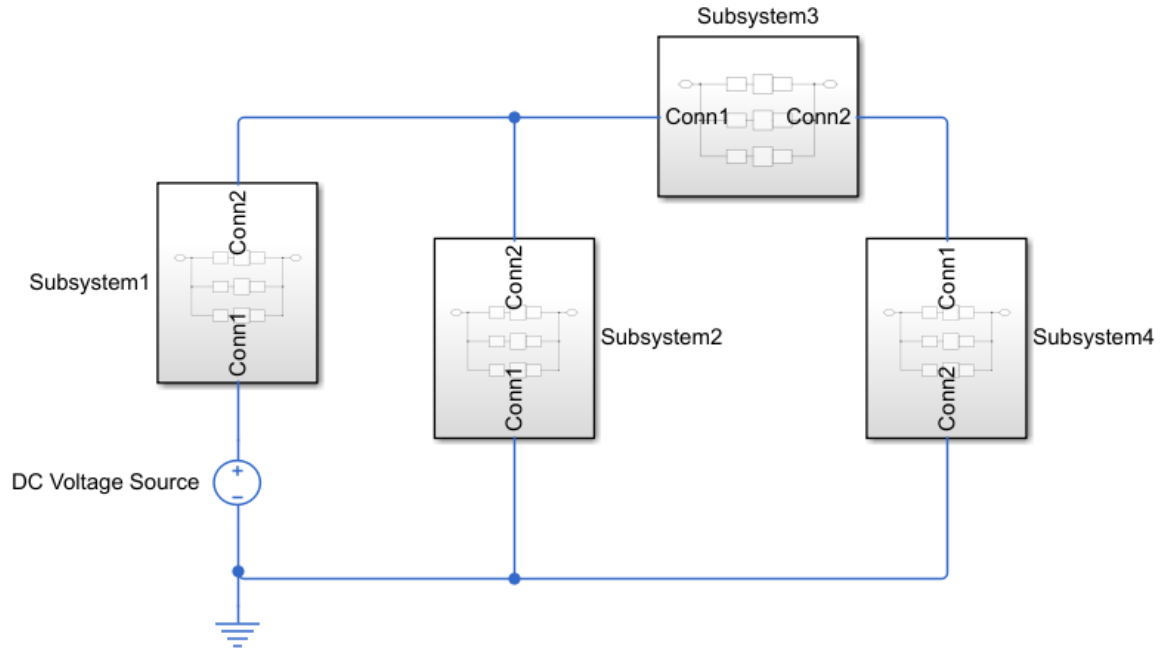 Subsystem3
Conn1
Conn2
Conn2
Subsystem1
Conn1
Conn2
Conn1
Subsystem2
Conn1
Conn2
Subsystem4
DC Voltage Source
+
−